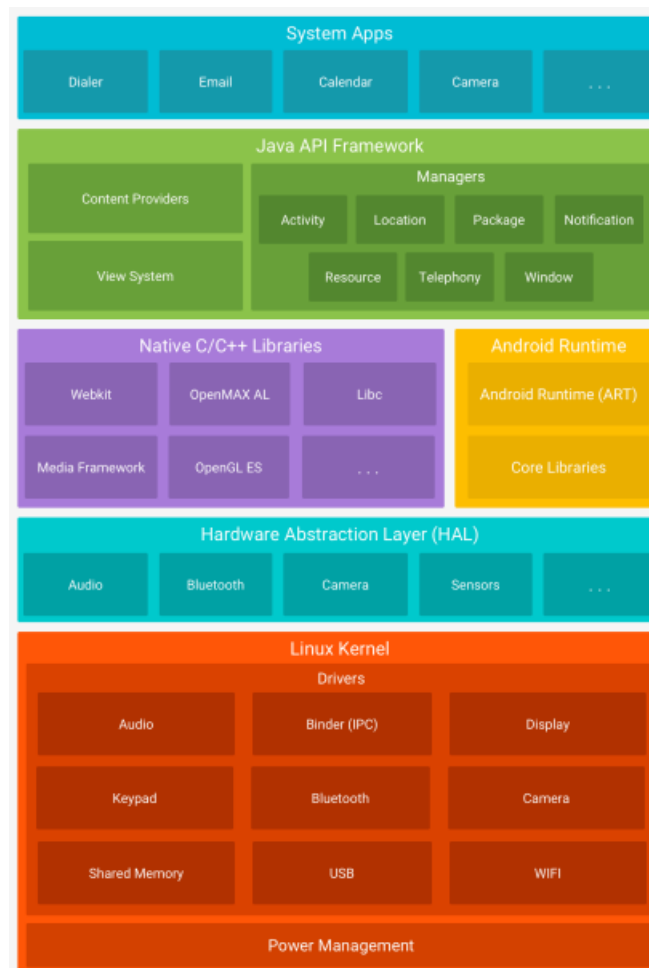 System Apps
Dialer
Email
Calendar
Camera
. . .
Java API Framework
Content Providers
View System
Managers
Activity
Location
Package
Notification
Resource
Telephony
Window
Native C/C++ Libraries
Webkit
OpenMAX AL
Libc
Media Framework
OpenGL ES
. . .
Android Runtime
Android Runtime (ART)
Core Libraries
Hardware Abstraction Layer (HAL)
Audio
Bluetooth
Camera
Sensors
. . .
Linux Kernel
Drivers
Audio
Binder (IPC)
Display
Keypad
Bluetooth
Camera
Shared Memory
USB
WIFI
Power Management